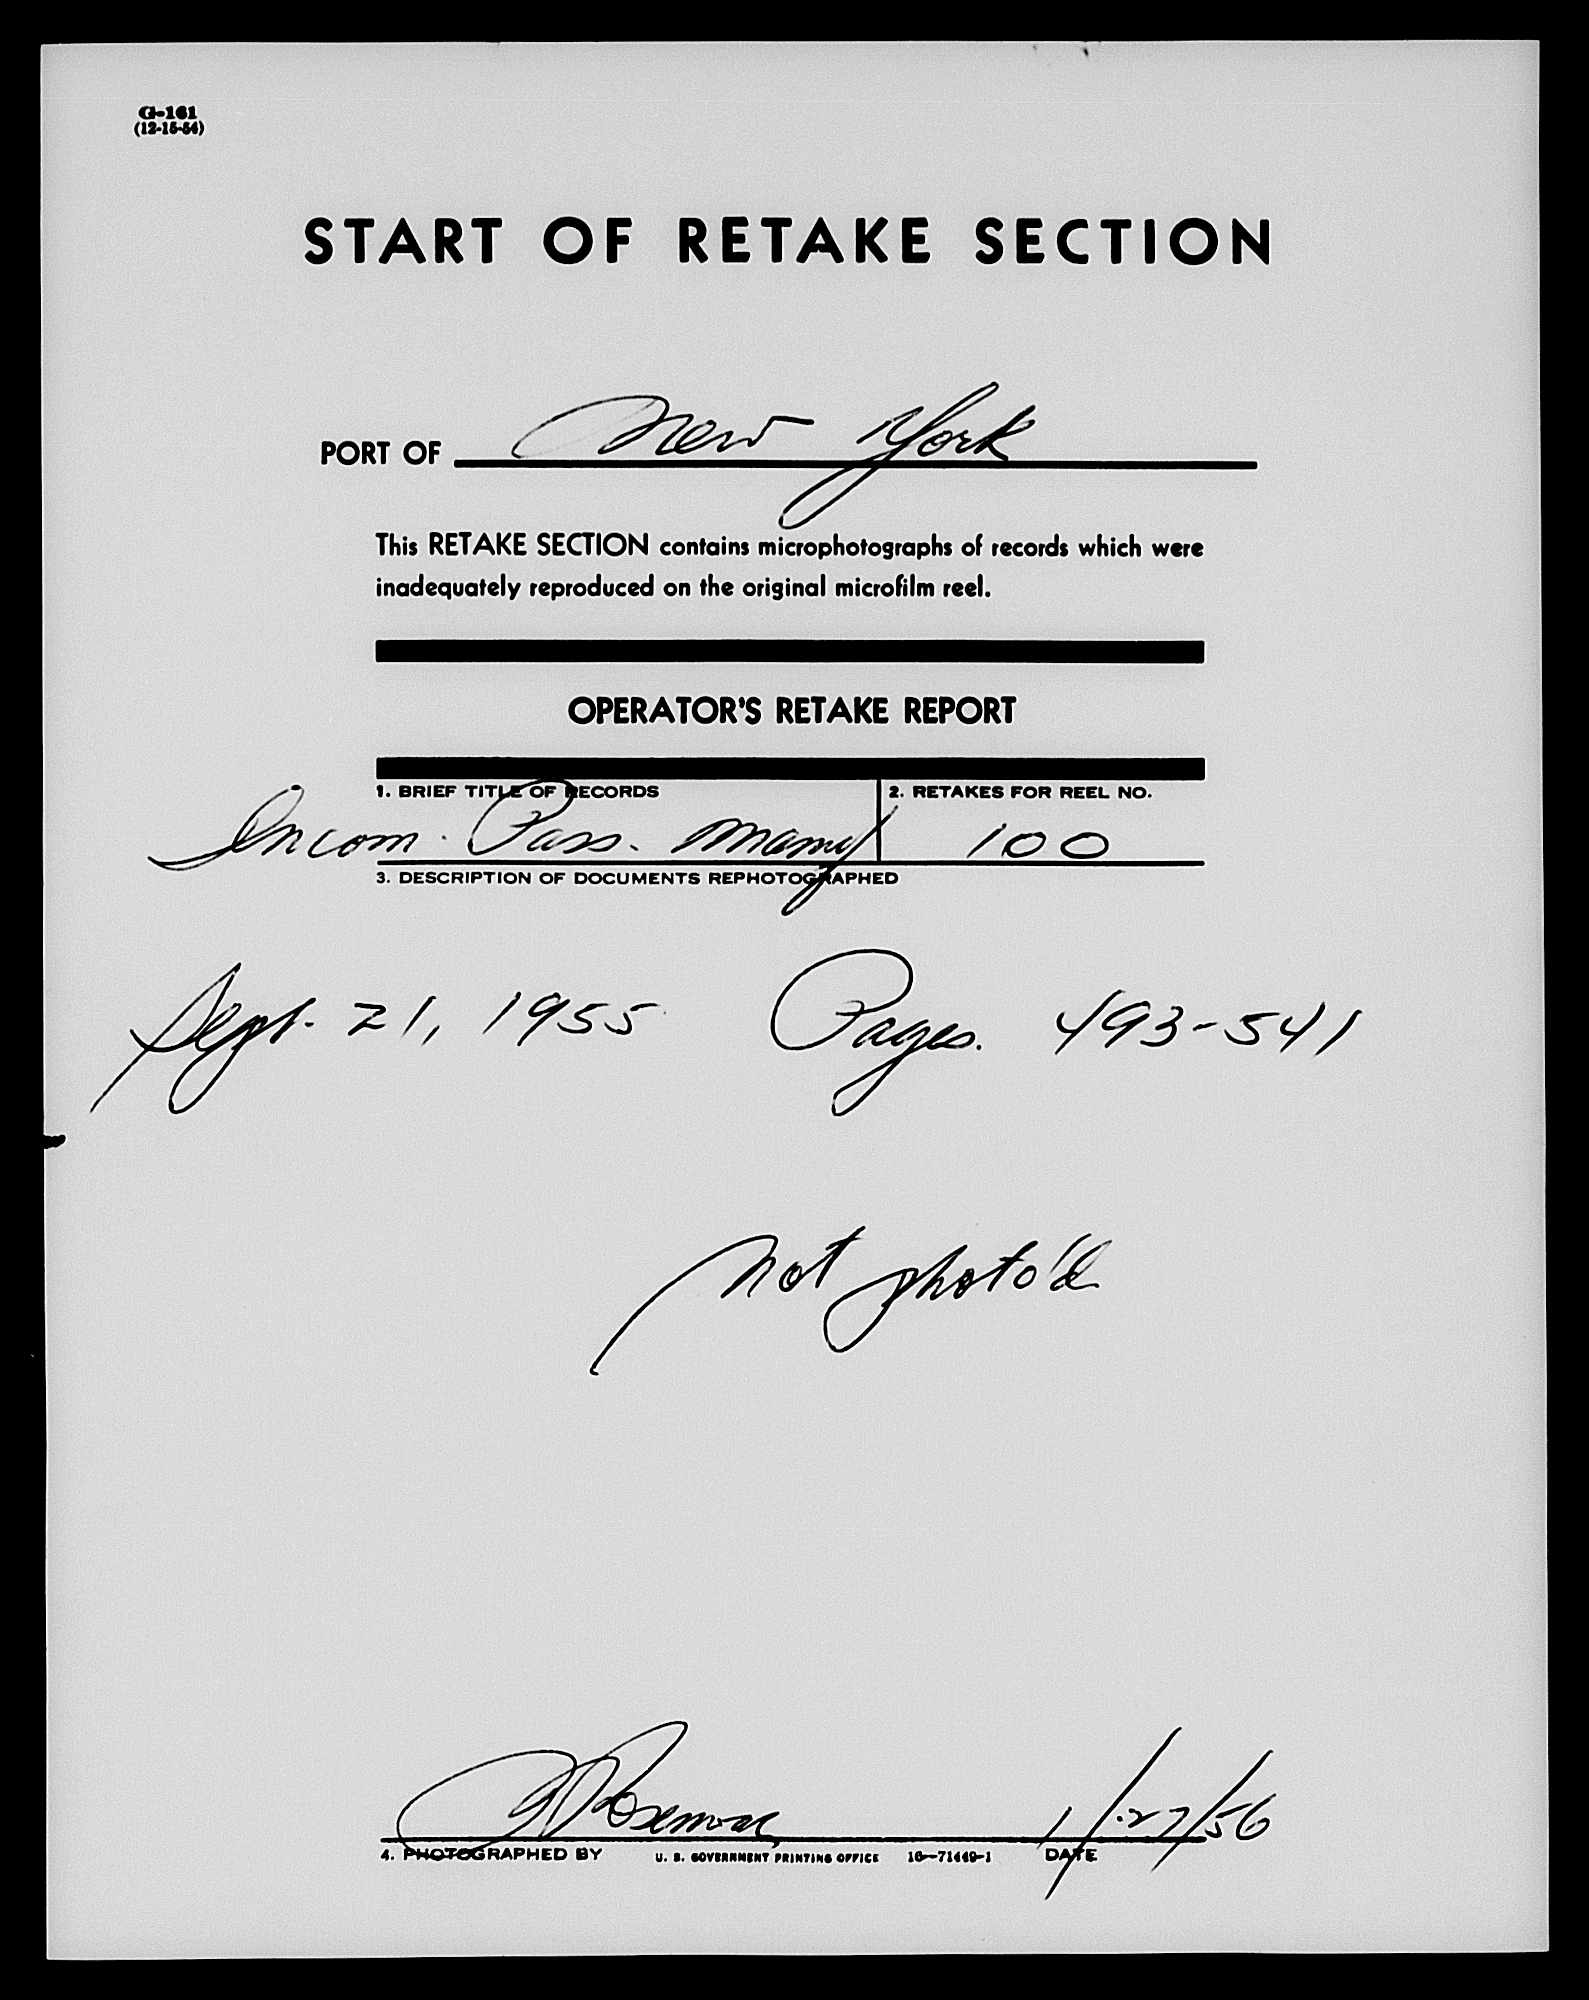 G-161
(12-15-54)
START OF RETAKE SECTION
PORT OF New York
This RETAKE SECTION contains microphotographs of records which were
inadequately reproduced on the original microfilm reel.
OPERATOR'S RETAKE REPORT
1. BRIEF TITLE OF RECORDS 2. RETAKES FOR REEL NO.
Incom. Pass. 100
3. DESCRIPTION OF DOCUMENTS REPHOTOGRAPHED
Sept. 21, 1955 Pages. 493-541
not photo'd
1/27/56
4. PHOTOGRAPHED BY U. S. GOVERNMENT PRINTING OFFICE 16—71449-1 DATE